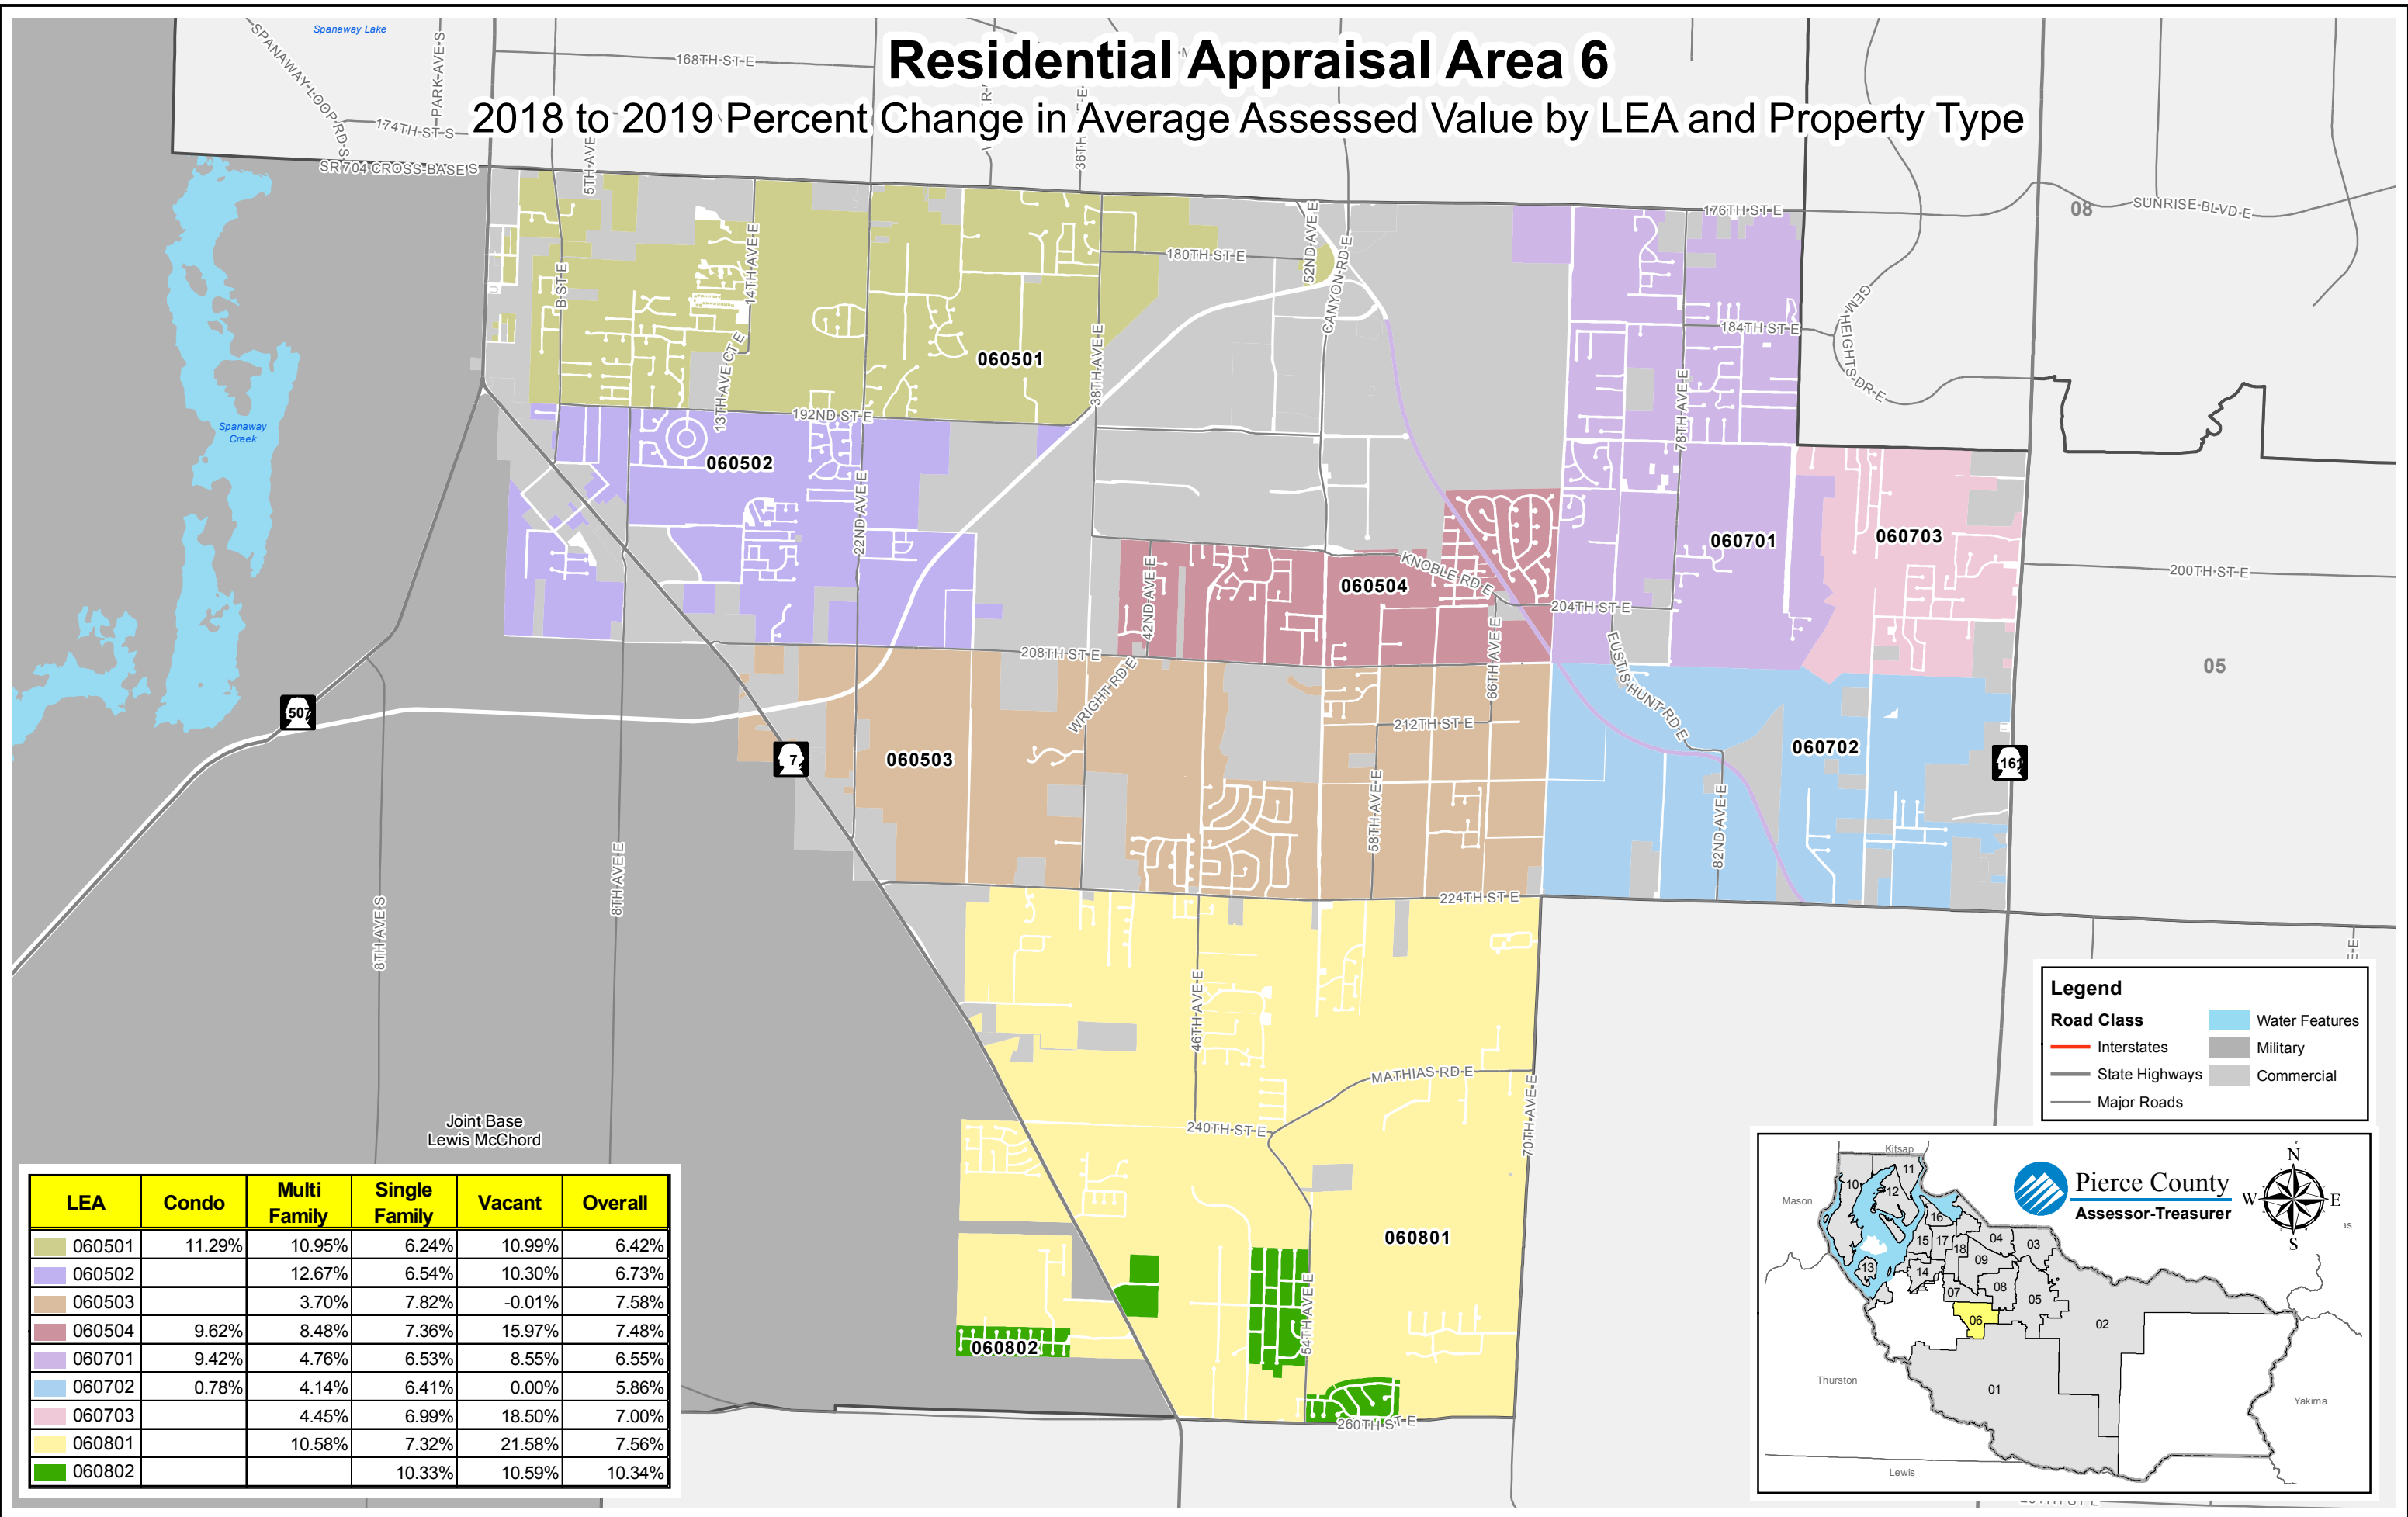 Residential Appraisal Area 6
2018 to 2019 Percent Change in Average Assessed Value by LEA and Property Type
Spanaway Lake
SPANAWAY LOOP RD S
PARK AVE S
168TH ST E
174TH ST S
SR 704 CROSS BASE S
5TH AVE
36TH
176TH ST E
08
SUNRISE BLVD E
180TH ST E
52ND AVE E
CANYON RD E
B ST E
14TH AVE E
13TH AVE CT E
060501
38TH AVE E
184TH ST E
GEM HEIGHTS DR E
78TH AVE E
192ND ST E
Spanaway
Creek
060502
22ND AVE E
060701
060703
42ND AVE E
060504
KNOBLE RD E
200TH ST E
204TH ST E
208TH ST E
WRIGHT RD E
66TH AVE E
EUSTIS HUNT RD E
05
507
7
161
212TH ST E
060503
060702
58TH AVE E
82ND AVE E
8TH AVE S
8TH AVE E
224TH ST E
46TH AVE E
MATHIAS RD E
70TH AVE E
240TH ST E
Joint Base
Lewis McChord
060801
54TH AVE E
060802
260TH ST E
Legend
Road Class
Interstates
State Highways
Major Roads
Water Features
Military
Commercial
LEA Condo Multi Family Single Family Vacant Overall
060501 11.29% 10.95% 6.24% 10.99% 6.42%
060502 12.67% 6.54% 10.30% 6.73%
060503 3.70% 7.82% -0.01% 7.58%
060504 9.62% 8.48% 7.36% 15.97% 7.48%
060701 9.42% 4.76% 6.53% 8.55% 6.55%
060702 0.78% 4.14% 6.41% 0.00% 5.86%
060703 4.45% 6.99% 18.50% 7.00%
060801 10.58% 7.32% 21.58% 7.56%
060802 10.33% 10.59% 10.34%
Pierce County
Assessor-Treasurer
N
W E
S
Kitsap
Mason
Thurston
Lewis
Yakima
11
10
12
16
15
17
18
04
03
09
13
14
07
08
05
06
02
01